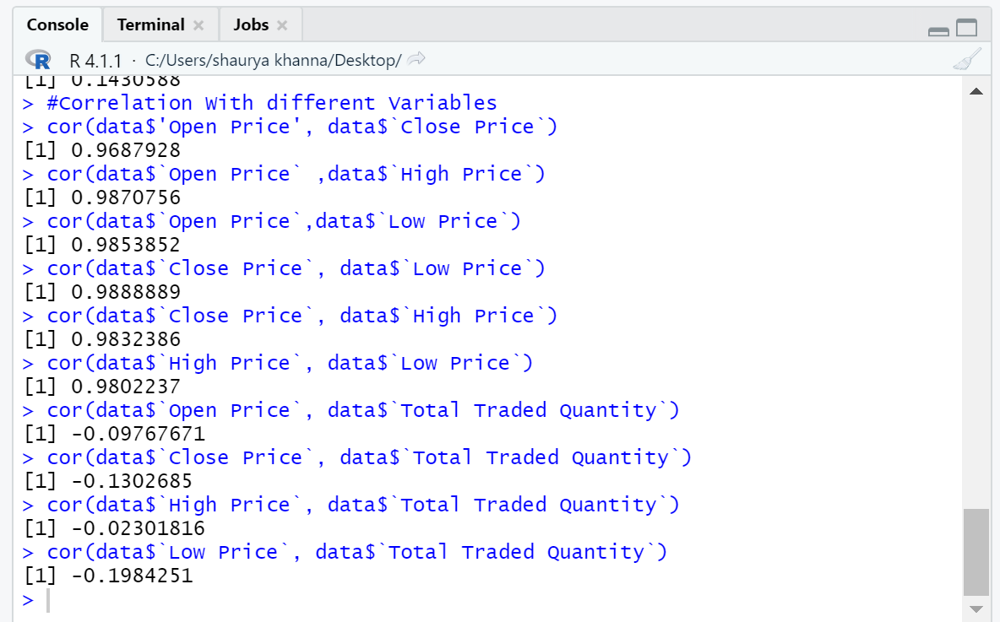 Console Terminal Jobs
R R 4.1.1 · C:/Users/shaurya khanna/Desktop/
[1] 0.1430588
> #Correlation With different Variables
> cor(data$'Open Price', data$`Close Price`)
[1] 0.9687928
> cor(data$`Open Price` ,data$`High Price`)
[1] 0.9870756
> cor(data$`Open Price`,data$`Low Price`)
[1] 0.9853852
> cor(data$`Close Price`, data$`Low Price`)
[1] 0.9888889
> cor(data$`Close Price`, data$`High Price`)
[1] 0.9832386
> cor(data$`High Price`, data$`Low Price`)
[1] 0.9802237
> cor(data$`Open Price`, data$`Total Traded Quantity`)
[1] -0.09767671
> cor(data$`Close Price`, data$`Total Traded Quantity`)
[1] -0.1302685
> cor(data$`High Price`, data$`Total Traded Quantity`)
[1] -0.02301816
> cor(data$`Low Price`, data$`Total Traded Quantity`)
[1] -0.1984251
>